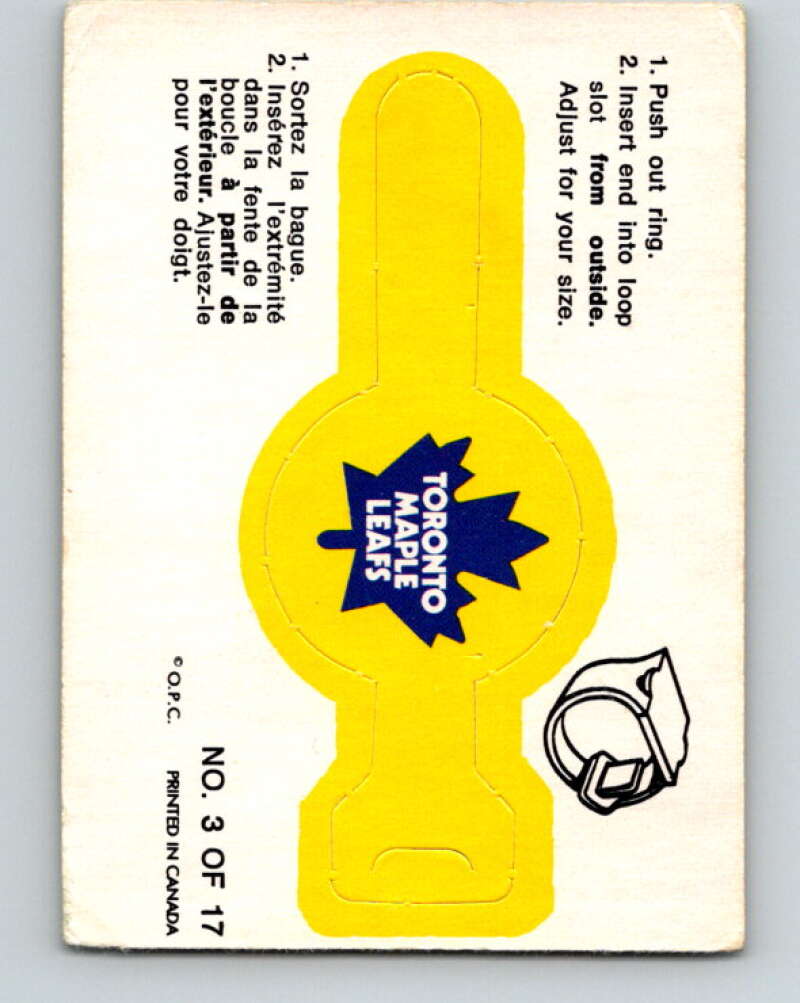 1. Push out ring.
2. Insert end into loop
slot from outside.
Adjust for your size.
1. Sortez la bague.
2. Insérez l'extrémité
dans la fente de la
boucle à partir de
l'extérieur. Ajustez-le
pour votre doigt.
TORONTO
MAPLE
LEAFS
NO. 3 OF 17
© O.P.C. PRINTED IN CANADA